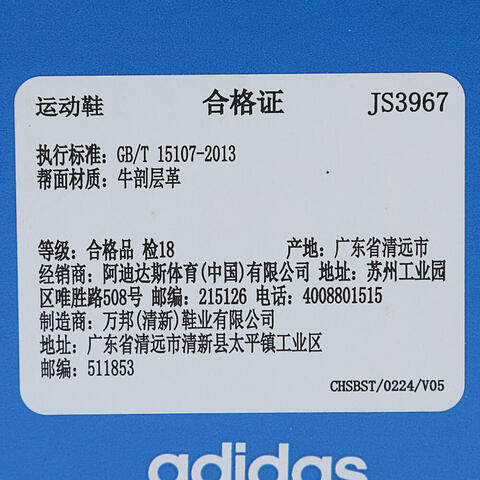 运动鞋 合格证 JS3967
执行标准: GB/T 15107-2013
帮面材质: 牛剖层革
等级: 合格品 检18 产地: 广东省清远市
经销商: 阿迪达斯体育(中国)有限公司 地址: 苏州工业园
区唯胜路508号 邮编: 215126 电话: 4008801515
制造商: 万邦(清新)鞋业有限公司
地址: 广东省清远市清新县太平镇工业区
邮编: 511853
CHSBST/0224/V05
adidas